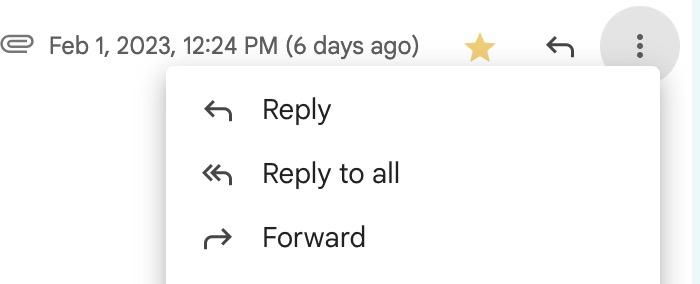 Feb 1, 2023, 12:24 PM (6 days ago)
Reply
Reply to all
Forward